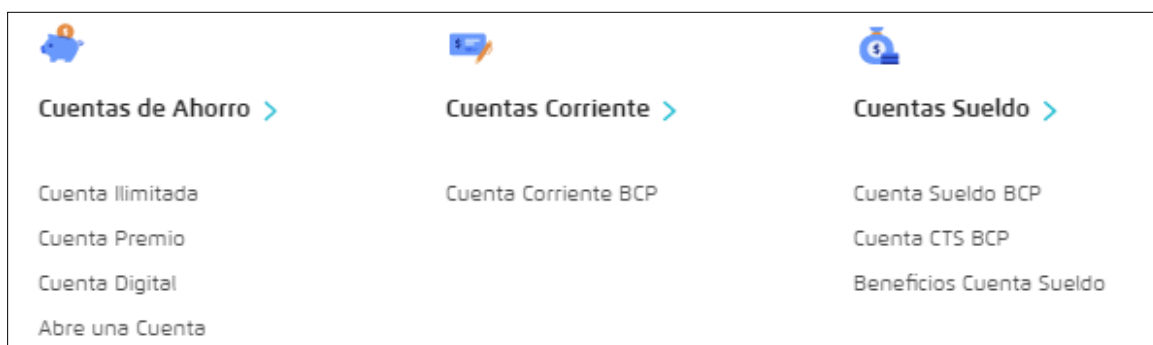 Cuentas de Ahorro
Cuenta Ilimitada
Cuenta Premio
Cuenta Digital
Abre una Cuenta
Cuentas Corriente
Cuenta Corriente BCP
Cuentas Sueldo
Cuenta Sueldo BCP
Cuenta CTS BCP
Beneficios Cuenta Sueldo